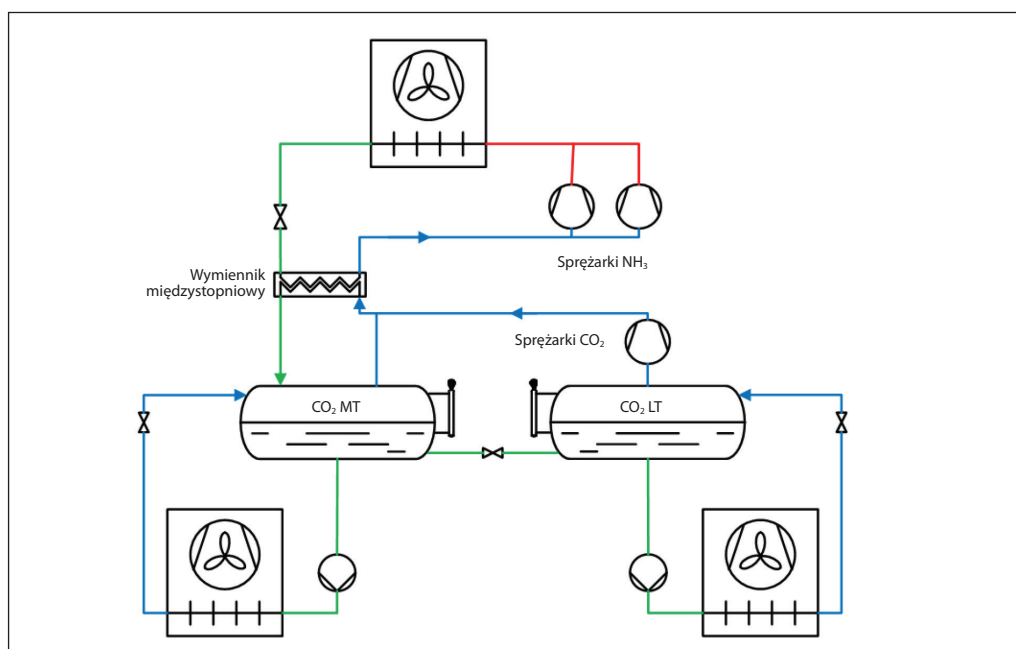 Sprężarki NH₃
Wymiennik
międzystopniowy
Sprężarki CO₂
CO₂ MT
CO₂ LT